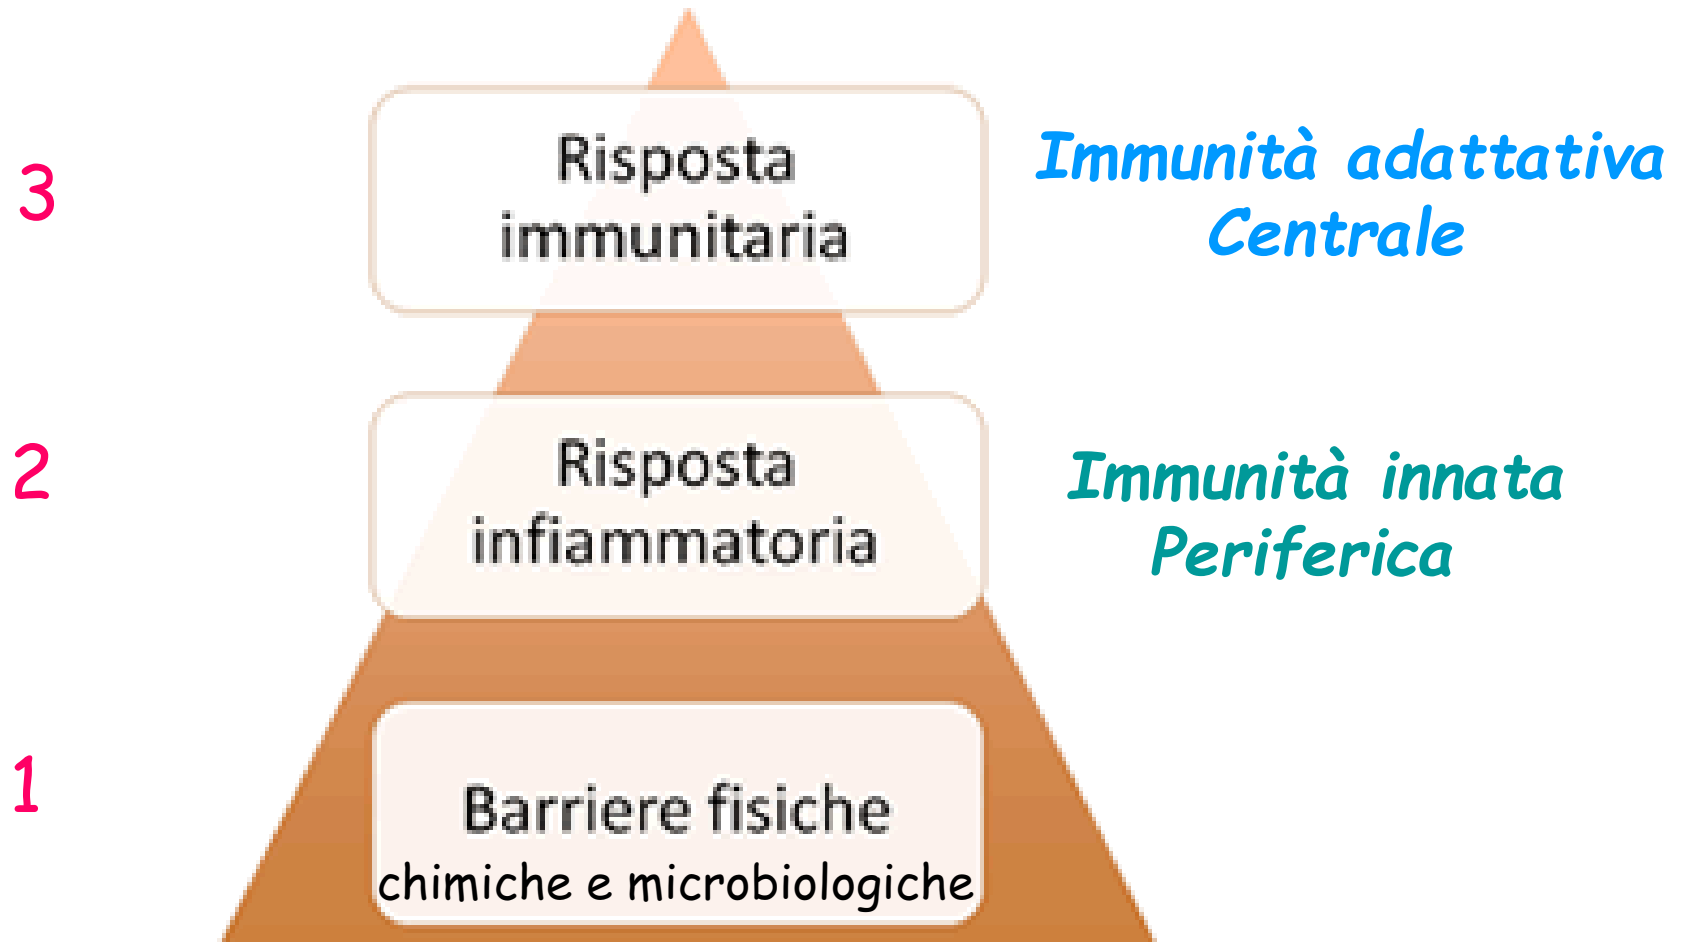 3
Risposta
immunitaria
Immunità adattativa
Centrale
2
Risposta
infiammatoria
Immunità innata
Periferica
1
Barriere fisiche
chimiche e microbiologiche